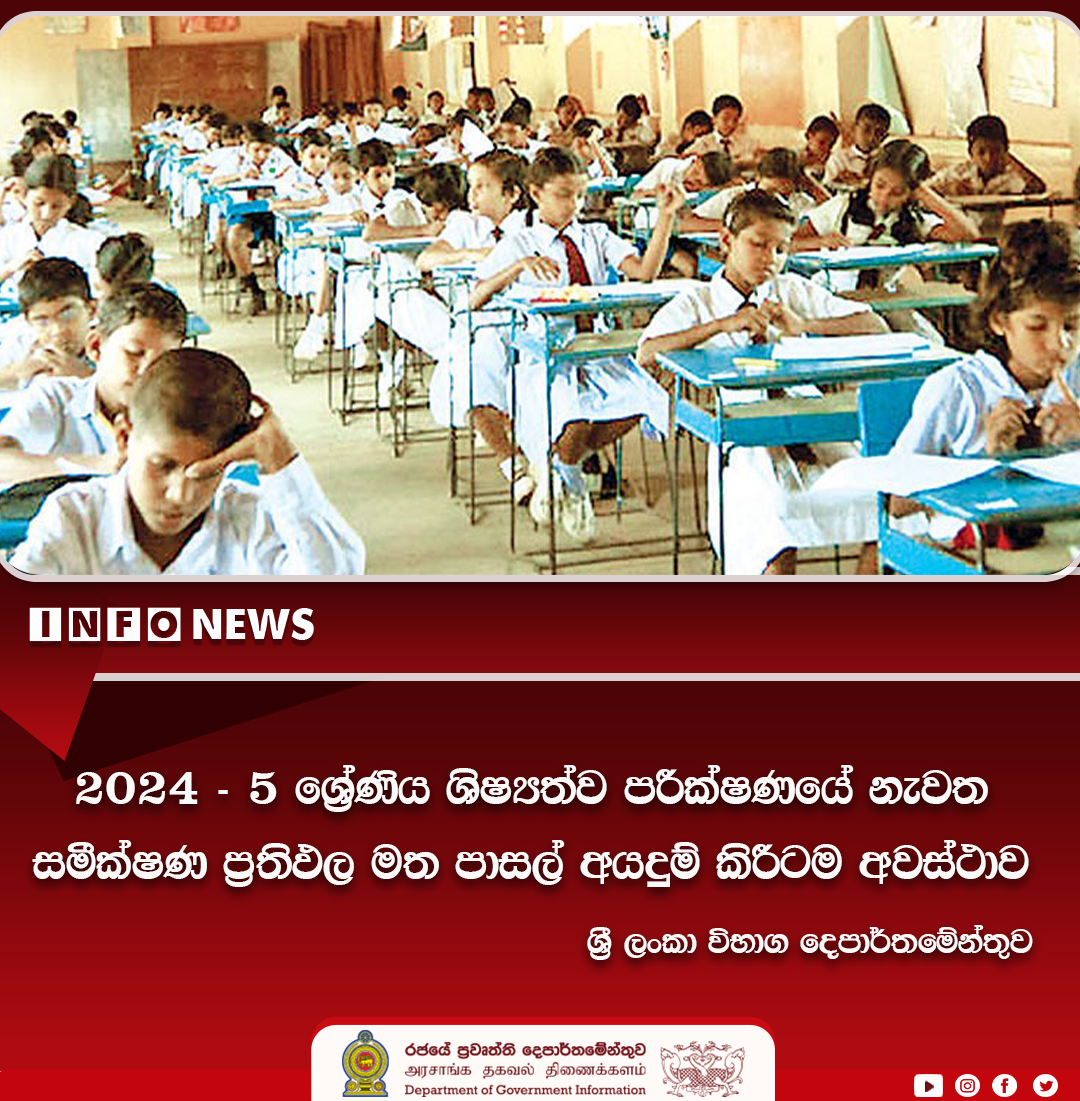 INFO NEWS
2024 - 5 ශ්‍රේණිය ශිෂ්‍යත්ව පරීක්ෂණයේ නැවත
සමීක්ෂණ ප්‍රතිඵල මත පාසල් අයදුම් කිරීටම අවස්ථාව
ශ්‍රී ලංකා විභාග දෙපාර්තමේන්තුව
රජයේ ප්‍රවෘත්ති දෙපාර්තමේන්තුව
அரசாங்க தகவல் திணைக்களம்
Department of Government Information